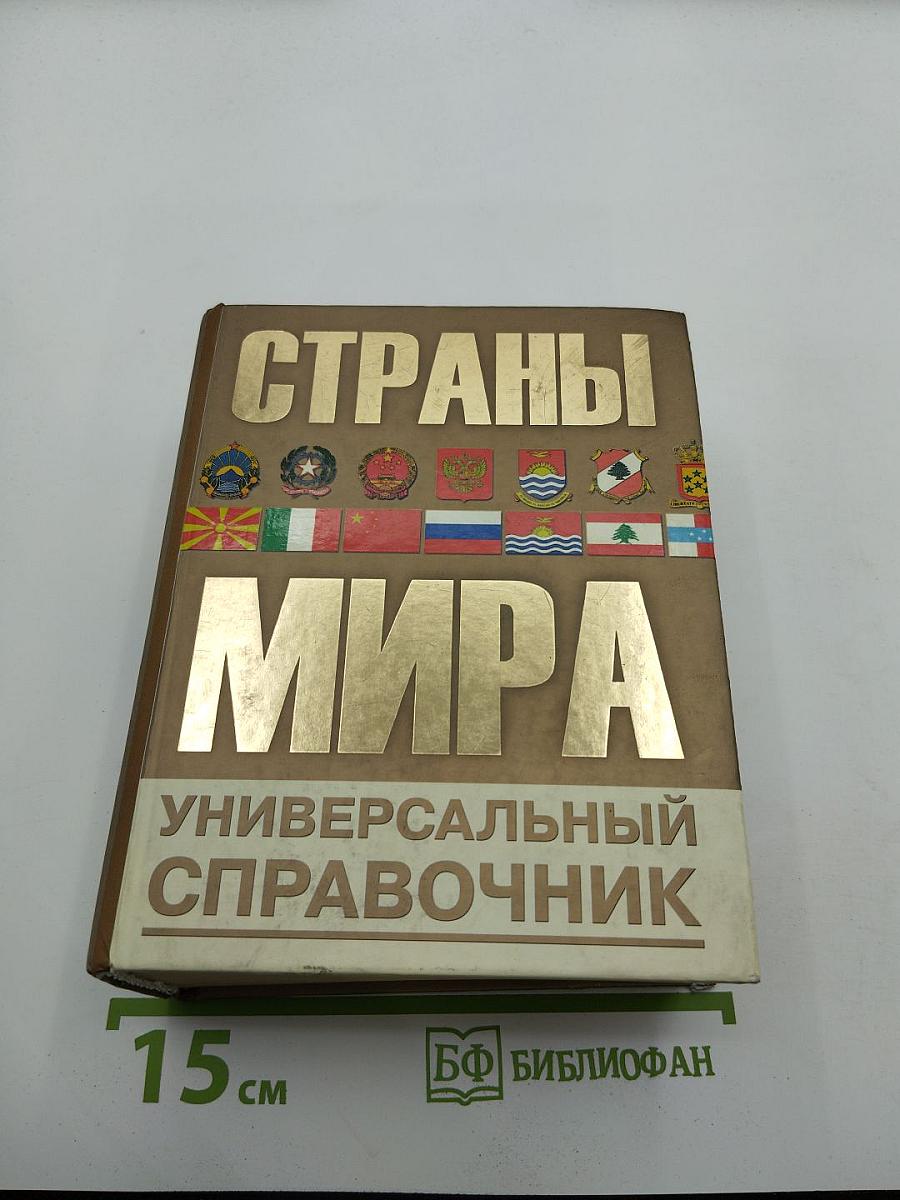 СТРАНЫ
МИРА
УНИВЕРСАЛЬНЫЙ
СПРАВОЧНИК
15 см
БФ БИБЛИОФАН